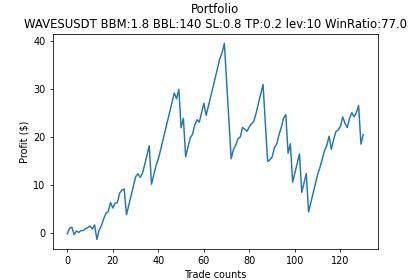 Portfolio
WAVESUSDT BBM:1.8 BBL:140 SL:0.8 TP:0.2 lev:10 WinRatio:77.0
40
30
20
10
0
Profit ($)
0 20 40 60 80 100 120
Trade counts